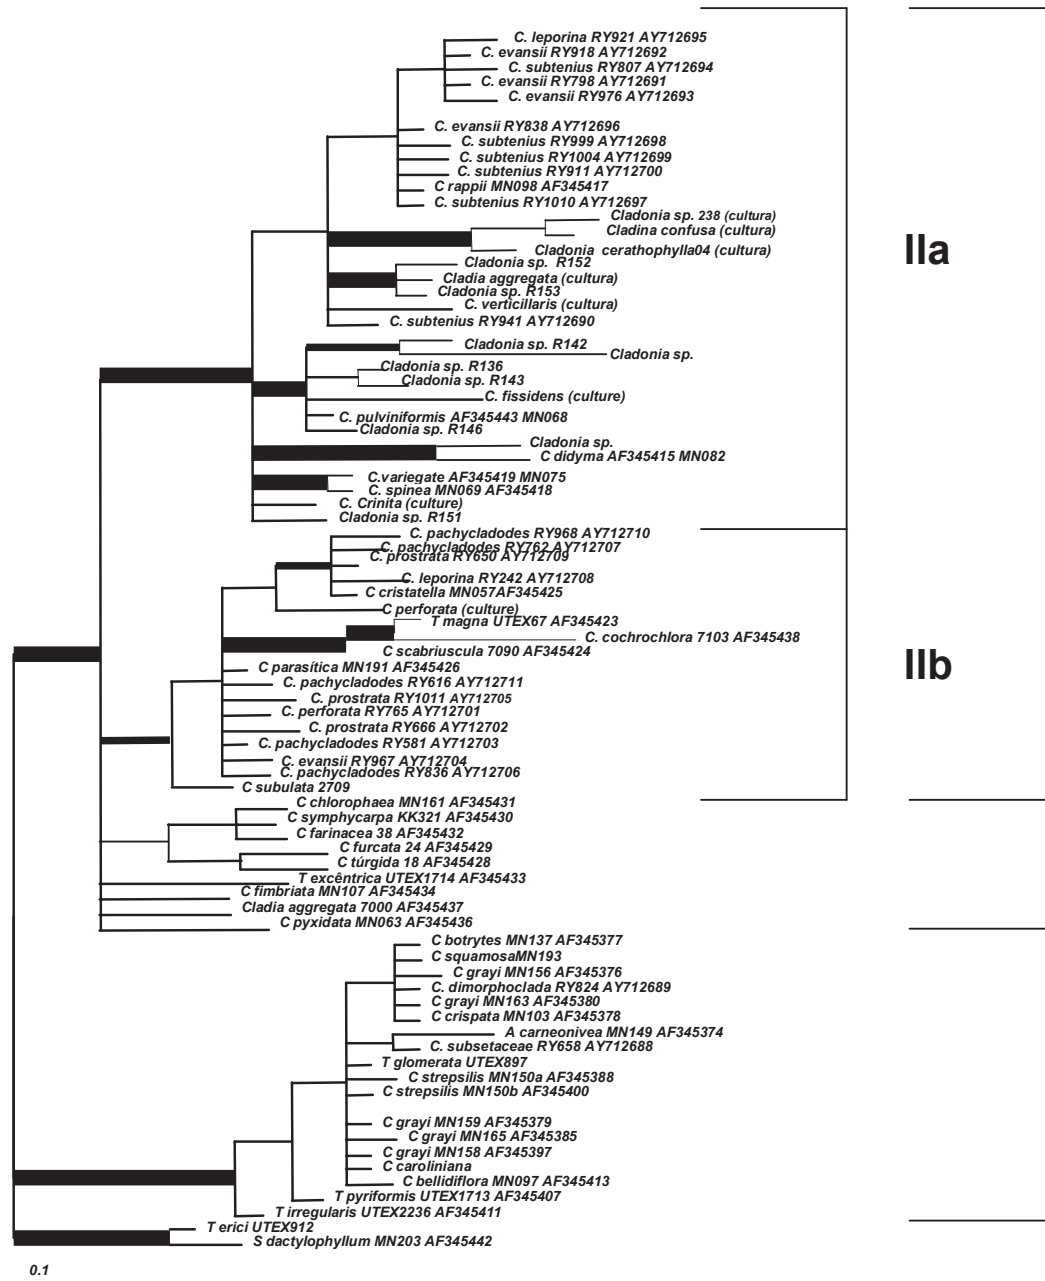 C. leporina RY921 AY712695
C. evansii RY918 AY712692
C. subtenius RY807 AY712694
C. evansii RY798 AY712691
C. evansii RY976 AY712693
C. evansii RY838 AY712696
C. subtenius RY999 AY712698
C. subtenius RY1004 AY712699
C. subtenius RY911 AY712700
C rappii MN098 AF345417
C. subtenius RY1010 AY712697
Cladonia sp. 238 (cultura)
Cladina confusa (cultura)
Cladonia cerathophylla04 (cultura)
IIa
Cladonia sp. R152
Cladia aggregata (cultura)
Cladonia sp. R153
C. verticillaris (cultura)
C. subtenius RY941 AY712690
Cladonia sp. R142
Cladonia sp.
Cladonia sp. R136
Cladonia sp. R143
C. fissidens (culture)
C. pulviniformis AF345443 MN068
Cladonia sp. R146
Cladonia sp.
C didyma AF345415 MN082
C.variegate AF345419 MN075
C. spinea MN069 AF345418
C. Crinita (culture)
Cladonia sp. R151
C. pachycladodes RY968 AY712710
C. pachycladodes RY762 AY712707
C. prostrata RY650 AY712709
C. leporina RY242 AY712708
C cristatella MN057AF345425
C perforata (culture)
T magna UTEX67 AF345423
C. cochrochlora 7103 AF345438
C scabriuscula 7090 AF345424
IIb
C parasítica MN191 AF345426
C. pachycladodes RY616 AY712711
C. prostrata RY1011 AY712705
C. perforata RY765 AY712701
C. prostrata RY666 AY712702
C. pachycladodes RY581 AY712703
C. evansii RY967 AY712704
C. pachycladodes RY836 AY712706
C subulata 2709
C chlorophaea MN161 AF345431
C symphycarpa KK321 AF345430
C farinacea 38 AF345432
C furcata 24 AF345429
C túrgida 18 AF345428
T excêntrica UTEX1714 AF345433
C fimbriata MN107 AF345434
Cladia aggregata 7000 AF345437
C pyxidata MN063 AF345436
C botrytes MN137 AF345377
C squamosaMN193
C grayi MN156 AF345376
C. dimorphoclada RY824 AY712689
C grayi MN163 AF345380
C crispata MN103 AF345378
A carneonivea MN149 AF345374
C. subsetaceae RY658 AY712688
T glomerata UTEX897
C strepsilis MN150a AF345388
C strepsilis MN150b AF345400
C grayi MN159 AF345379
C grayi MN165 AF345385
C grayi MN158 AF345397
C caroliniana
C bellidiflora MN097 AF345413
T pyriformis UTEX1713 AF345407
T irregularis UTEX2236 AF345411
T erici UTEX912
S dactylophyllum MN203 AF345442
0.1